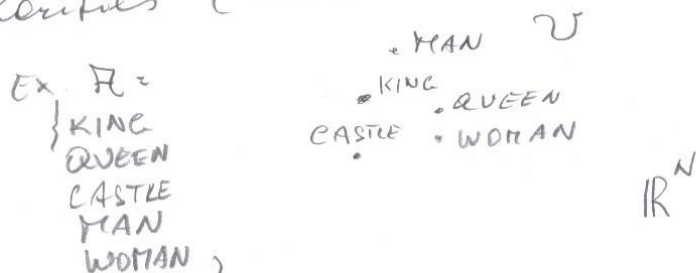 . MAN V
Ex. A =
{ KING
QUEEN
CASTLE
MAN
WOMAN }
. KING
. QUEEN
CASTLE . WOMAN
ℝ^N